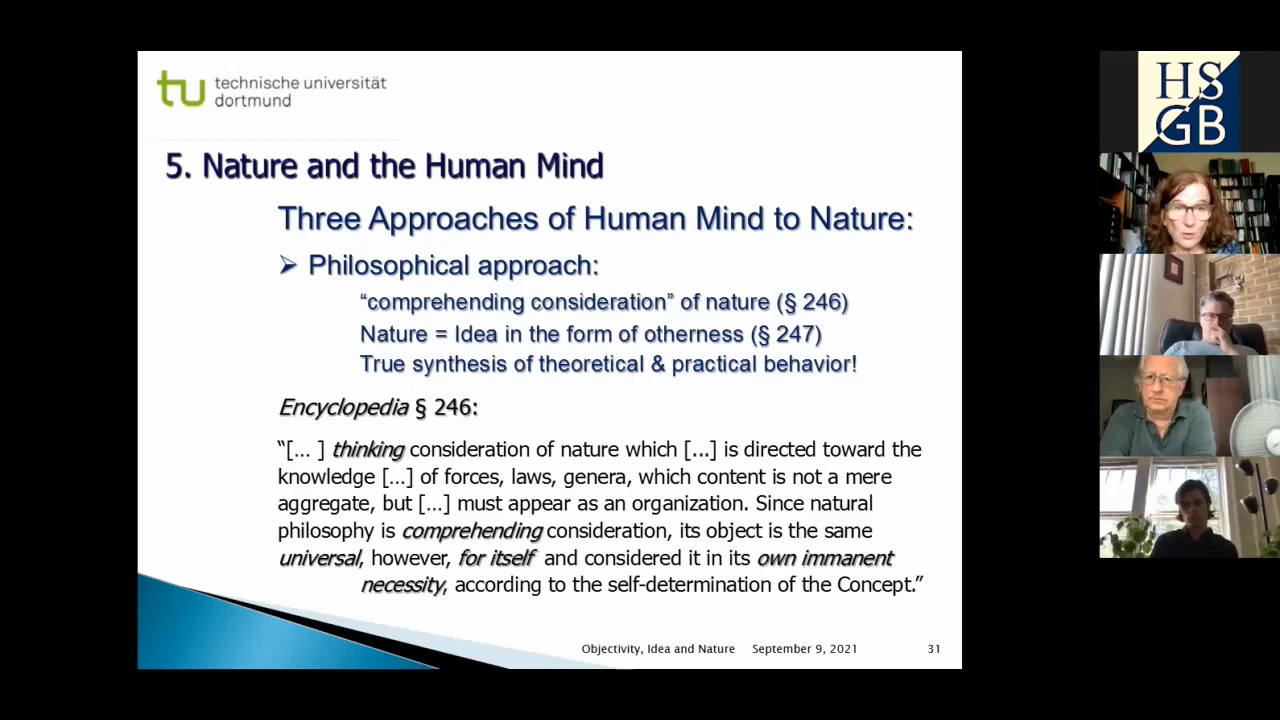 technische universität
dortmund
5. Nature and the Human Mind
Three Approaches of Human Mind to Nature:
➢ Philosophical approach:
“comprehending consideration” of nature (§ 246)
Nature = Idea in the form of otherness (§ 247)
True synthesis of theoretical & practical behavior!
Encyclopedia § 246:
“[… ] thinking consideration of nature which [...] is directed toward the
knowledge […] of forces, laws, genera, which content is not a mere
aggregate, but […] must appear as an organization. Since natural
philosophy is comprehending consideration, its object is the same
universal, however, for itself and considered it in its own immanent
necessity, according to the self-determination of the Concept.”
Objectivity, Idea and Nature September 9, 2021 31
HS
GB